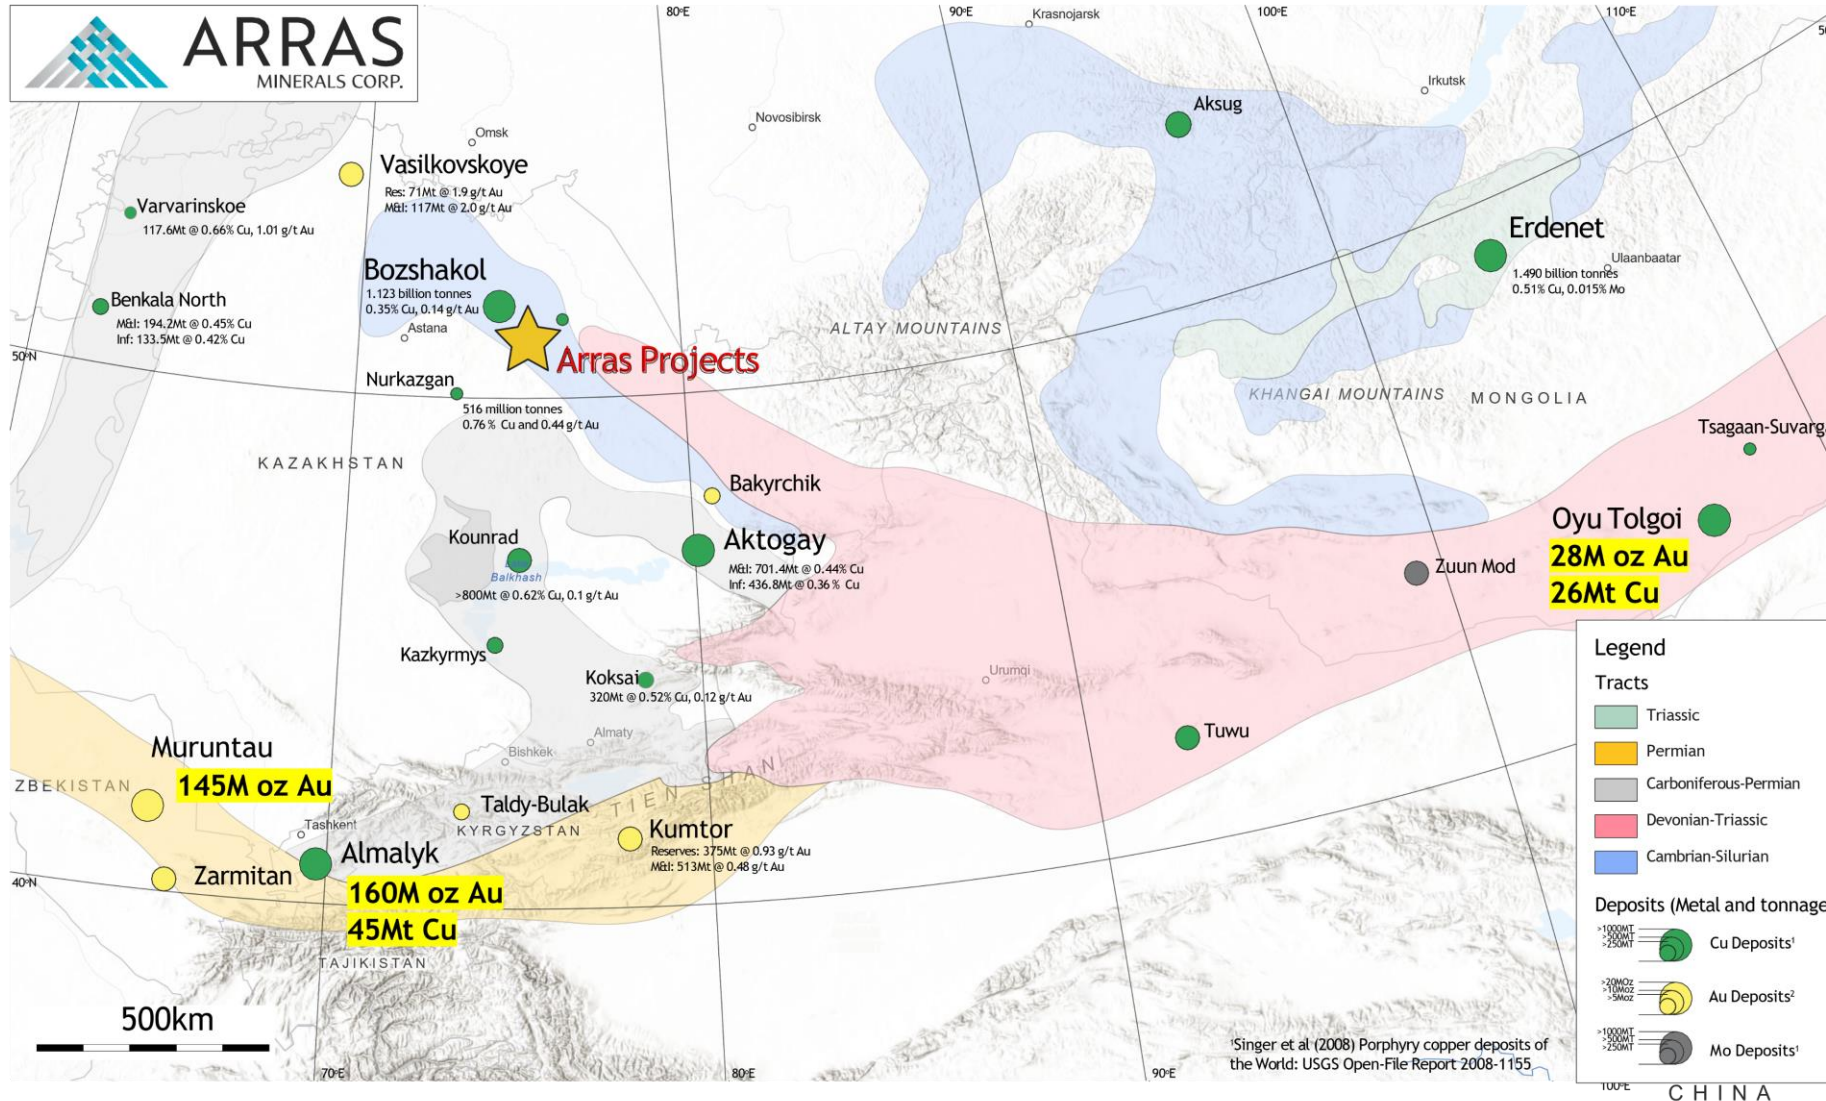 ARRAS
MINERALS CORP.
80°E
90°E
100°E
110°E
Krasnojarsk
Irkutsk
Novosibirsk
Omsk
Aksug
Vasilkovskoye
Res: 71Mt @ 1.9 g/t Au
M&I: 117Mt @ 2.0 g/t Au
Varvarinskoe
117.6Mt @ 0.66% Cu, 1.01 g/t Au
Erdenet
1.490 billion tonnes
0.51% Cu, 0.015% Mo
Ulaanbaatar
Bozshakol
1.123 billion tonnes
0.35% Cu, 0.14 g/t Au
Benkala North
M&I: 194.2Mt @ 0.45% Cu
Inf: 133.5Mt @ 0.42% Cu
Astana
50°N
Arras Projects
ALTAY MOUNTAINS
Nurkazgan
516 million tonnes
0.76 % Cu and 0.44 g/t Au
KHANGAI MOUNTAINS
MONGOLIA
Tsagaan-Suvarg
KAZAKHSTAN
Bakyrchik
Oyu Tolgoi
28M oz Au
26Mt Cu
Kounrad
Balkhash
>800Mt @ 0.62% Cu, 0.1 g/t Au
Aktogay
M&I: 701.4Mt @ 0.44% Cu
Inf: 436.8Mt @ 0.36 % Cu
Zuun Mod
Kazkyrmys
Koksai
320Mt @ 0.52% Cu, 0.12 g/t Au
Urumqi
Almaty
Bishkek
Tuwu
Muruntau
145M oz Au
ZBEKISTAN
TIEN SHAN
Taldy-Bulak
KYRGYZSTAN
Tashkent
Kumtor
Reserves: 375Mt @ 0.93 g/t Au
M&I: 513Mt @ 0.48 g/t Au
Almalyk
160M oz Au
45Mt Cu
Zarmitan
40°N
TAJIKISTAN
500km
70°E
80°E
90°E
100°E
CHINA
Legend
Tracts
Triassic
Permian
Carboniferous-Permian
Devonian-Triassic
Cambrian-Silurian
Deposits (Metal and tonnage
>1000MT
>500MT
>250MT
Cu Deposits¹
>20MOz
>10Moz
>5Moz
Au Deposits²
>1000MT
>500MT
>250MT
Mo Deposits¹
¹Singer et al (2008) Porphyry copper deposits of
the World: USGS Open-File Report 2008-1155